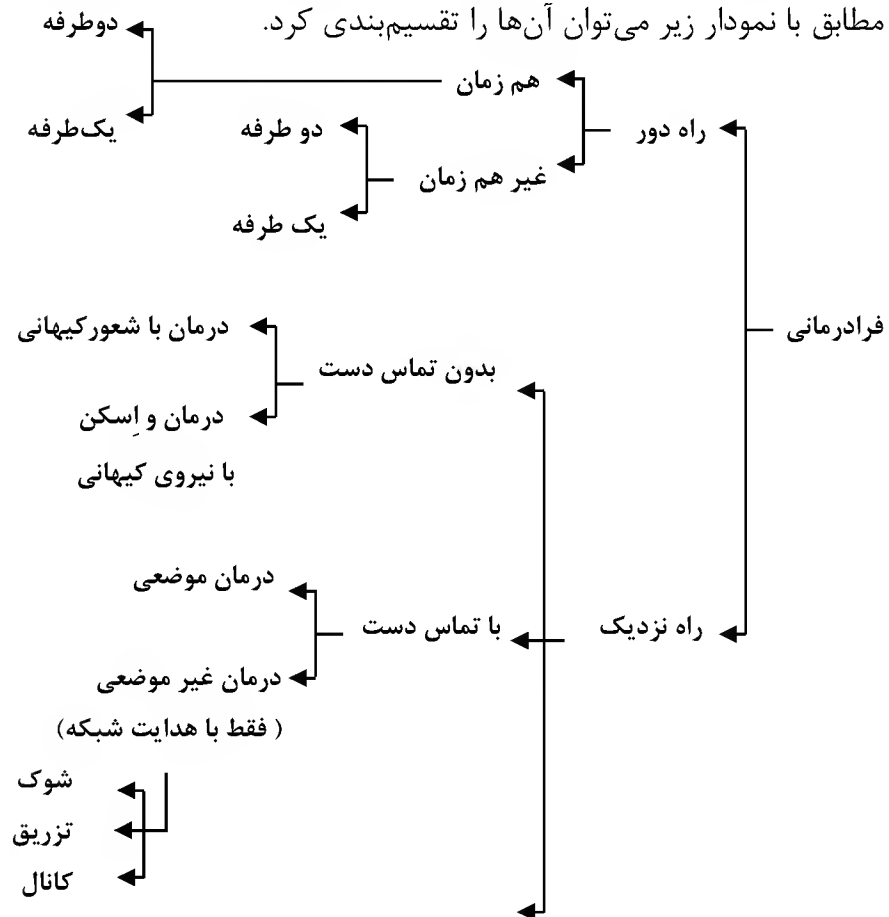 مطابق با نمودار زیر می‌توان آن‌ها را تقسیم‌بندی کرد.
فرادرمانی
راه دور
هم زمان
دوطرفه
یک‌طرفه
غیر هم زمان
دو طرفه
یک طرفه
راه نزدیک
بدون تماس دست
درمان با شعورکیهانی
درمان و اِسکن
با نیروی کیهانی
با تماس دست
درمان موضعی
درمان غیر موضعی
( فقط با هدایت شبکه)
شوک
تزریق
کانال